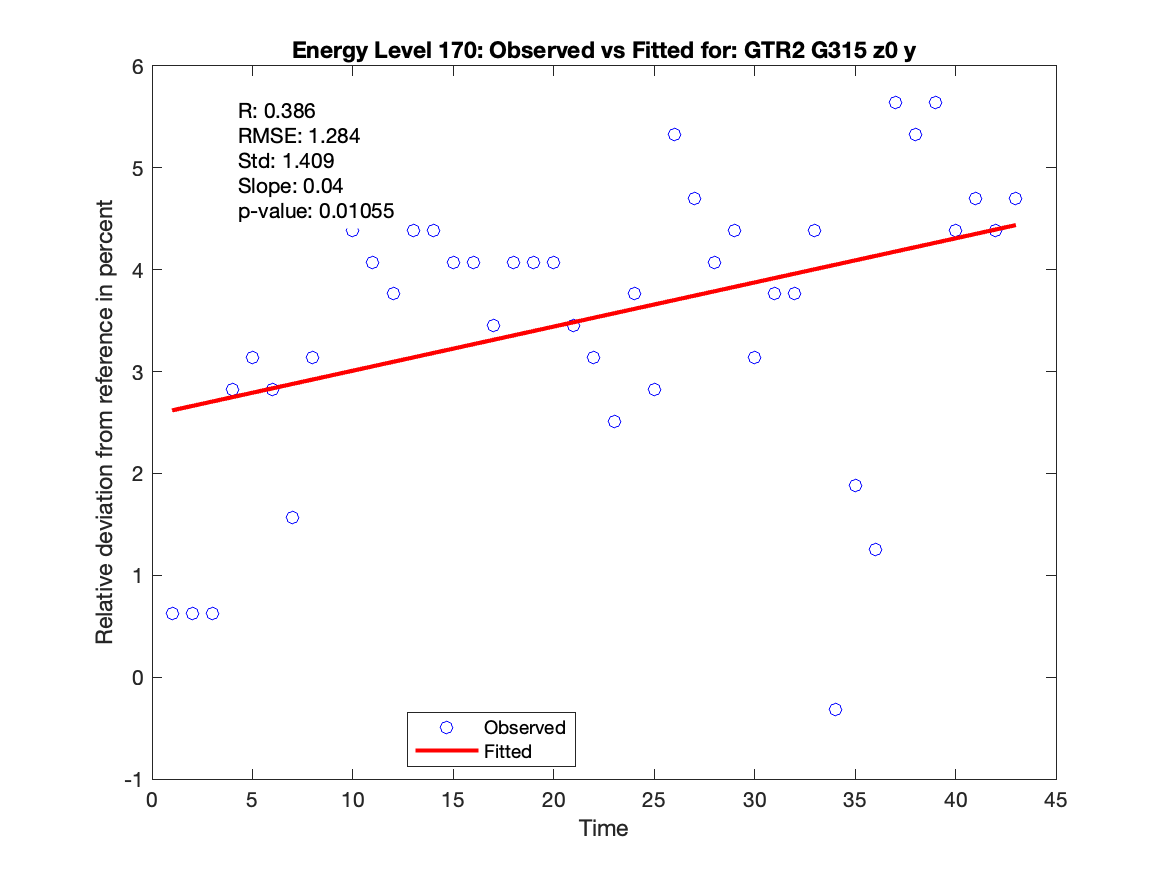 Energy Level 170: Observed vs Fitted for: GTR2 G315 z0 y
R: 0.386
RMSE: 1.284
Std: 1.409
Slope: 0.04
p-value: 0.01055
6
5
4
3
2
1
0
-1
Relative deviation from reference in percent
Observed
Fitted
0 5 10 15 20 25 30 35 40 45
Time